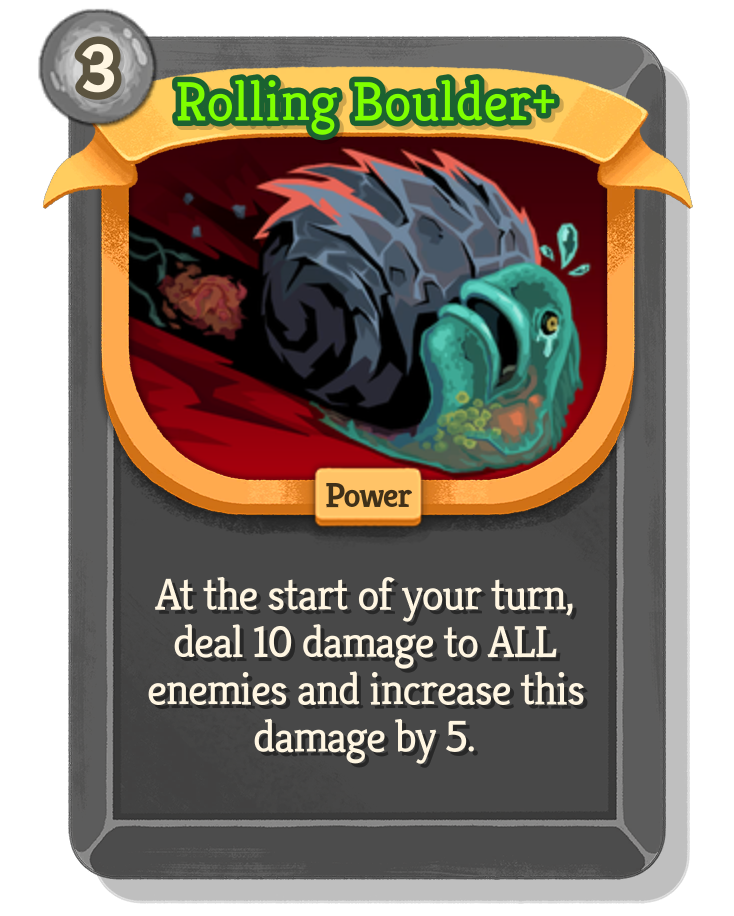 3
Rolling Boulder+
Power
At the start of your turn,
deal 10 damage to ALL
enemies and increase this
damage by 5.